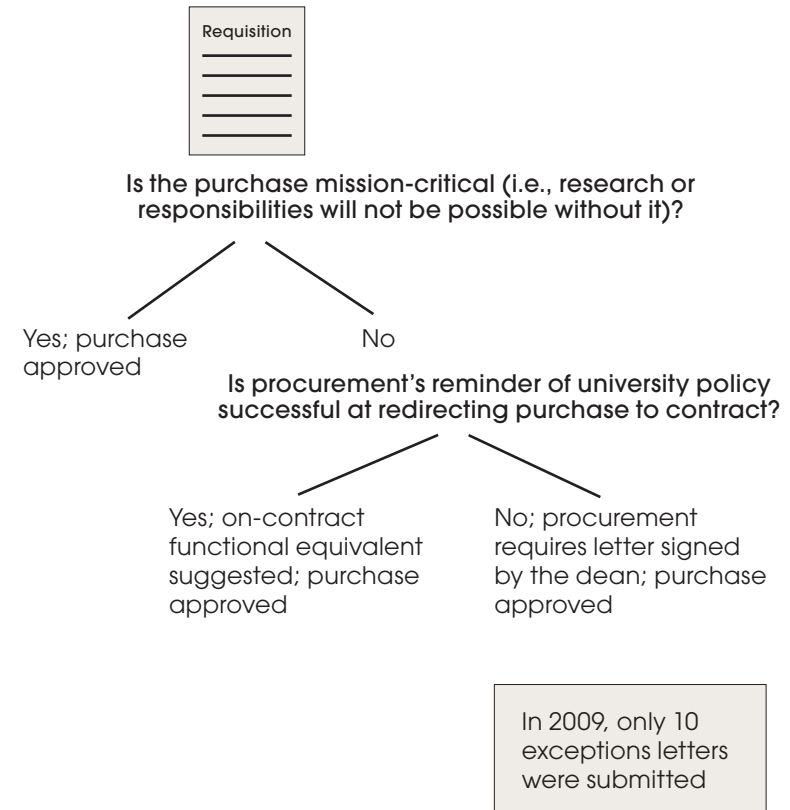 Requisition
Is the purchase mission-critical (i.e., research or
responsibilities will not be possible without it)?
Yes; purchase
approved
No
Is procurement's reminder of university policy
successful at redirecting purchase to contract?
Yes; on-contract
functional equivalent
suggested; purchase
approved
No; procurement
requires letter signed
by the dean; purchase
approved
In 2009, only 10
exceptions letters
were submitted